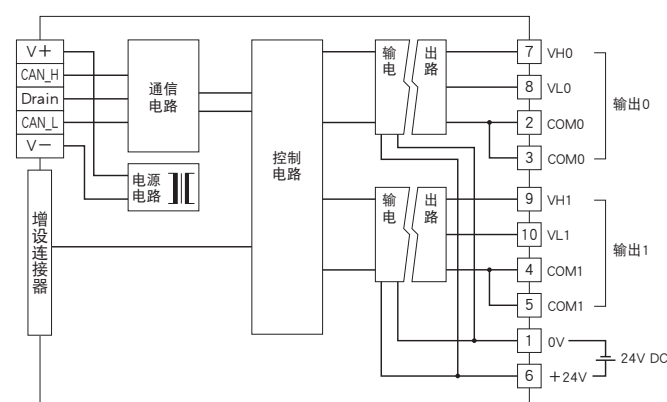 V+
CAN_H
Drain
CAN_L
V−
增设连接器
通信
电路
电源
电路
控制
电路
输出
电路
7 VH0
8 VL0
2 COM0
3 COM0
输出0
输出
电路
9 VH1
10 VL1
4 COM1
5 COM1
输出1
1 0V
6 +24V
24V DC